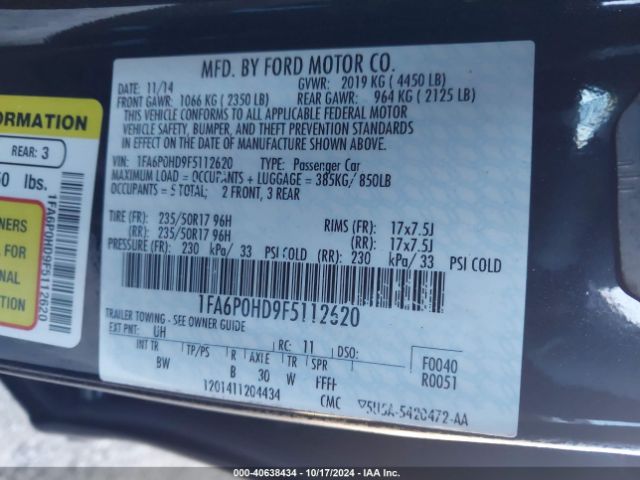 MFD. BY FORD MOTOR CO.
DATE: 11/14 GVWR: 2019 KG ( 4450 LB)
FRONT GAWR: 1066 KG ( 2350 LB) REAR GAWR: 964 KG ( 2125 LB)
THIS VEHICLE CONFORMS TO ALL APPLICABLE FEDERAL MOTOR
VEHICLE SAFETY, BUMPER, AND THEFT PREVENTION STANDARDS
IN EFFECT ON THE DATE OF MANUFACTURE SHOWN ABOVE.
VIN: 1FA6P0HD9F5112620 TYPE: Passenger Car
MAXIMUM LOAD = OCCUPANTS + LUGGAGE = 385KG/ 850LB
OCCUPANTS = 5 TOTAL; 2 FRONT, 3 REAR
TIRE (FR): 235/50R17 96H RIMS (FR): 17x7.5J
(RR): 235/50R17 96H (RR): 17x7.5J
PRESSURE (FR): 230 kPa/ 33 PSI COLD (RR): 230 kPa/ 33 PSI COLD
1FA6P0HD9F5112620
TRAILER TOWING - SEE OWNER GUIDE
EXT PNT: UH RC: 11 DSO: F0040
INT TR TP/PS R AXLE TR SPR R0051
BW B 30 W
1201411204434 CMC
ORMATION
REAR: 3
50 lbs.
NERS
FOR
NAL
1FA6P0HD9F5112620
000-40638434 - 10/17/2024 - IAA Inc.